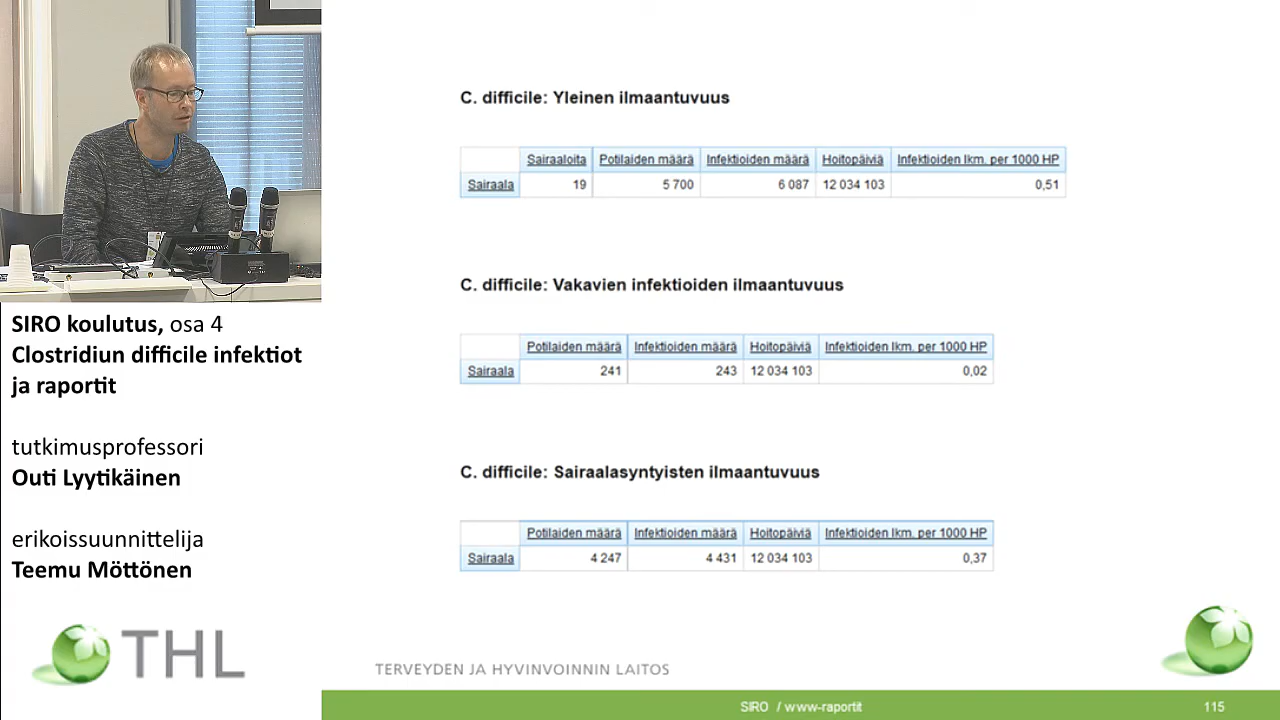 C. difficile: Yleinen ilmaantuvuus
Sairaaloita Potilaiden määrä Infektioiden määrä Hoitopäiviä Infektioiden lkm. per 1000 HP
Sairaala 19 5 700 6 087 12 034 103 0,51
C. difficile: Vakavien infektioiden ilmaantuvuus
Potilaiden määrä Infektioiden määrä Hoitopäiviä Infektioiden lkm. per 1000 HP
Sairaala 241 243 12 034 103 0,02
C. difficile: Sairaalasyntyisten ilmaantuvuus
Potilaiden määrä Infektioiden määrä Hoitopäiviä Infektioiden lkm. per 1000 HP
Sairaala 4 247 4 431 12 034 103 0,37
SIRO koulutus, osa 4
Clostridiun difficile infektiot
ja raportit
tutkimusprofessori
Outi Lyytikäinen
erikoissuunnittelija
Teemu Möttönen
THL
TERVEYDEN JA HYVINVOINNIN LAITOS
SIRO / www-raportit 115